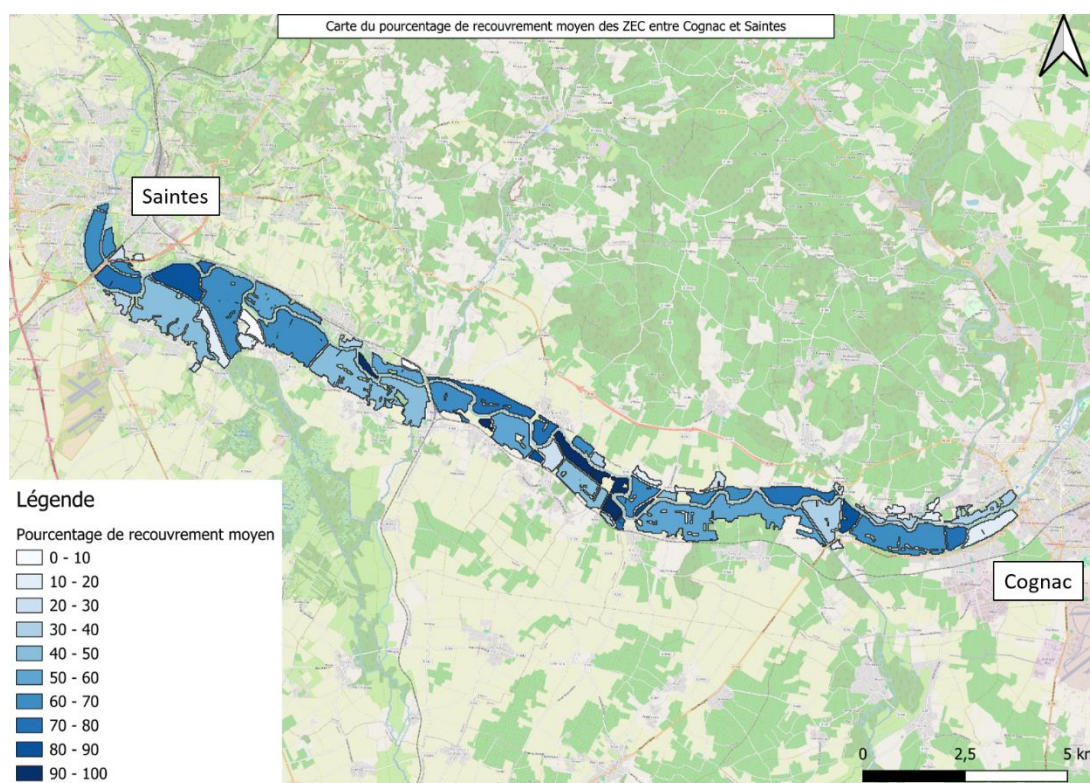 Carte du pourcentage de recouvrement moyen des ZEC entre Cognac et Saintes
Saintes
Cognac
Légende
Pourcentage de recouvrement moyen
0 - 10
10 - 20
20 - 30
30 - 40
40 - 50
50 - 60
60 - 70
70 - 80
80 - 90
90 - 100
0 2,5 5 km